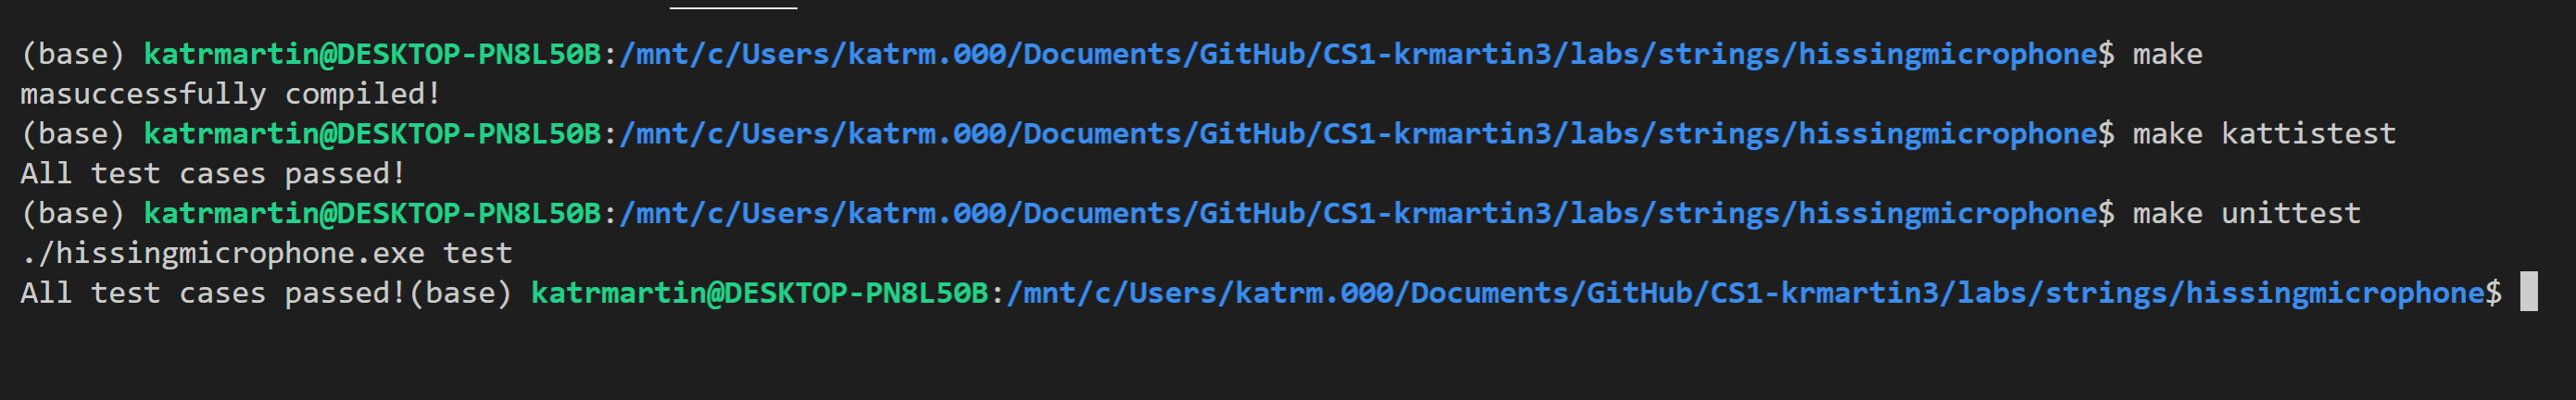 (base) katrmartin@DESKTOP-PN8L50B:/mnt/c/Users/katrm.000/Documents/GitHub/CS1-krmartin3/labs/strings/hissingmicrophone$ make
masuccessfully compiled!
(base) katrmartin@DESKTOP-PN8L50B:/mnt/c/Users/katrm.000/Documents/GitHub/CS1-krmartin3/labs/strings/hissingmicrophone$ make kattistest
All test cases passed!
(base) katrmartin@DESKTOP-PN8L50B:/mnt/c/Users/katrm.000/Documents/GitHub/CS1-krmartin3/labs/strings/hissingmicrophone$ make unittest
./hissingmicrophone.exe test
All test cases passed!(base) katrmartin@DESKTOP-PN8L50B:/mnt/c/Users/katrm.000/Documents/GitHub/CS1-krmartin3/labs/strings/hissingmicrophone$